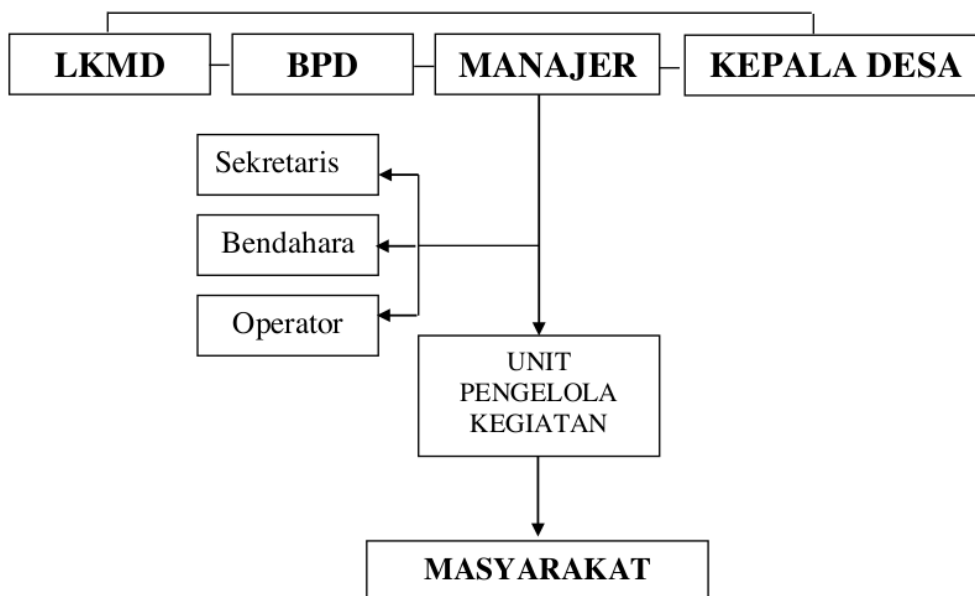 LKMD
BPD
MANAJER
KEPALA DESA
Sekretaris
Bendahara
Operator
UNIT
PENGELOLA
KEGIATAN
MASYARAKAT